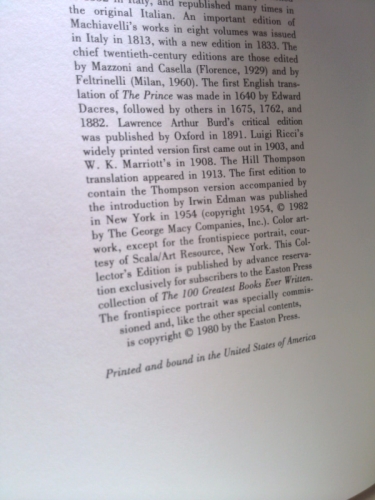 in Italy, and republished many times in
the original Italian. An important edition of
Machiavelli's works in eight volumes was issued
in Italy in 1813, with a new edition in 1833. The
chief twentieth-century editions are those edited
by Mazzoni and Casella (Florence, 1929) and by
Feltrinelli (Milan, 1960). The first English trans-
lation of The Prince was made in 1640 by Edward
Dacres, followed by others in 1675, 1762, and
1882. Lawrence Arthur Burd's critical edition
was published by Oxford in 1891. Luigi Ricci's
widely printed version first came out in 1903, and
W. K. Marriott's in 1908. The Hill Thompson
translation appeared in 1913. The first edition to
contain the Thompson version accompanied by
the introduction by Irwin Edman was published
in New York in 1954 (copyright 1954, © 1982
by The George Macy Companies, Inc.). Color art-
work, except for the frontispiece portrait, cour-
tesy of Scala/Art Resource, New York. This Col-
lector's Edition is published by advance reserva-
tion exclusively for subscribers to the Easton Press
collection of The 100 Greatest Books Ever Written.
The frontispiece portrait was specially commis-
sioned and, like the other special contents,
is copyright © 1980 by the Easton Press.
Printed and bound in the United States of America